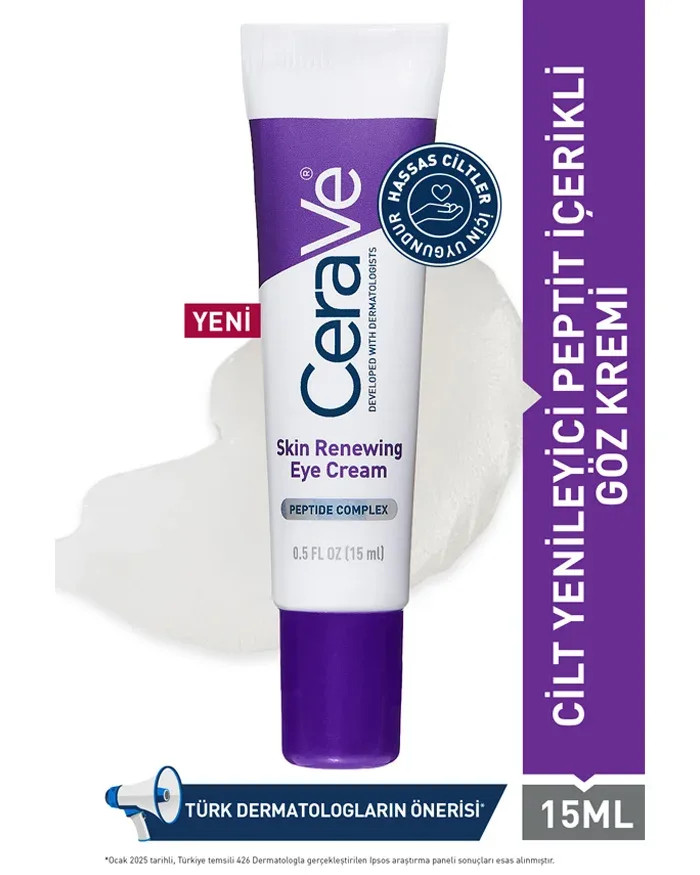 CeraVe®
DEVELOPED WITH DERMATOLOGISTS
HASSAS CİLTLER
İÇİN UYGUNDUR
YENİ
Skin Renewing
Eye Cream
PEPTIDE COMPLEX
0.5 FL OZ (15 ml)
CİLT YENİLEYİCİ PEPTİT İÇERİKLİ
GÖZ KREMİ
15ML
TÜRK DERMATOLOGLARIN ÖNERİSİ*
*Ocak 2025 tarihli, Türkiye temsili 426 Dermatologla gerçekleştirilen Ipsos araştırma paneli sonuçları esas alınmıştır.